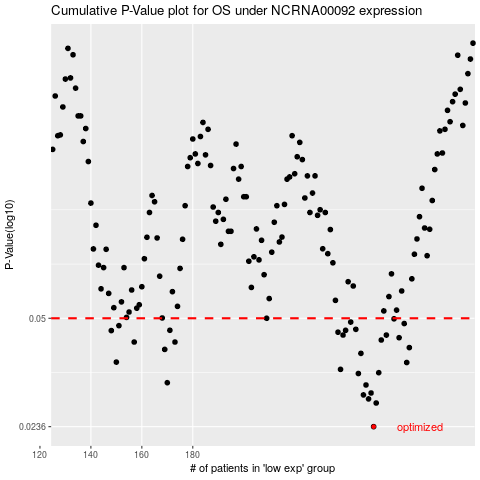 Cumulative P-Value plot for OS under NCRNA00092 expression
P-Value(log10)
0.05
0.0236
optimized
120 140 160 180
# of patients in 'low exp' group